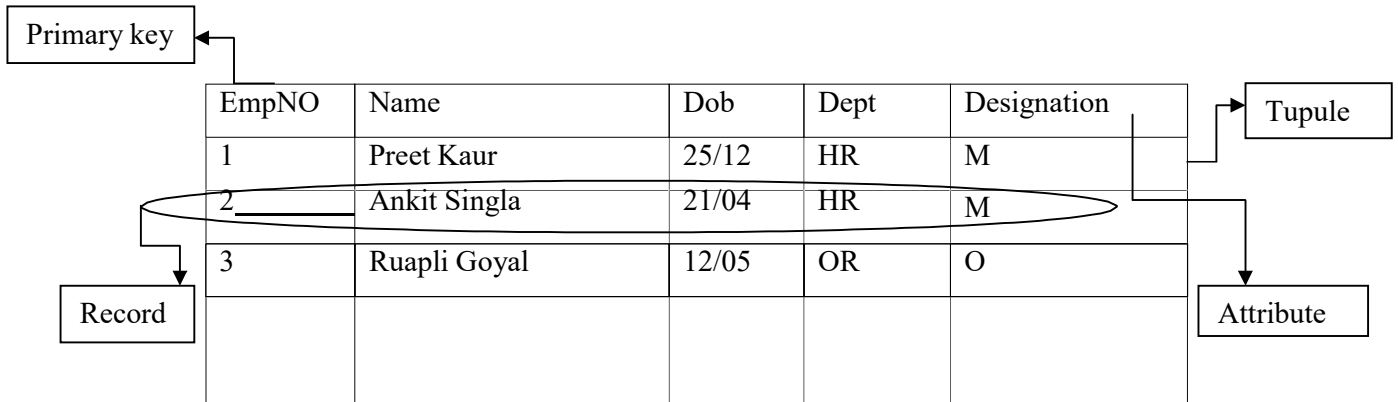 Primary key
EmpNO Name Dob Dept Designation
Tupule
1 Preet Kaur 25/12 HR M
2 Ankit Singla 21/04 HR M
3 Ruapli Goyal 12/05 OR O
Record
Attribute